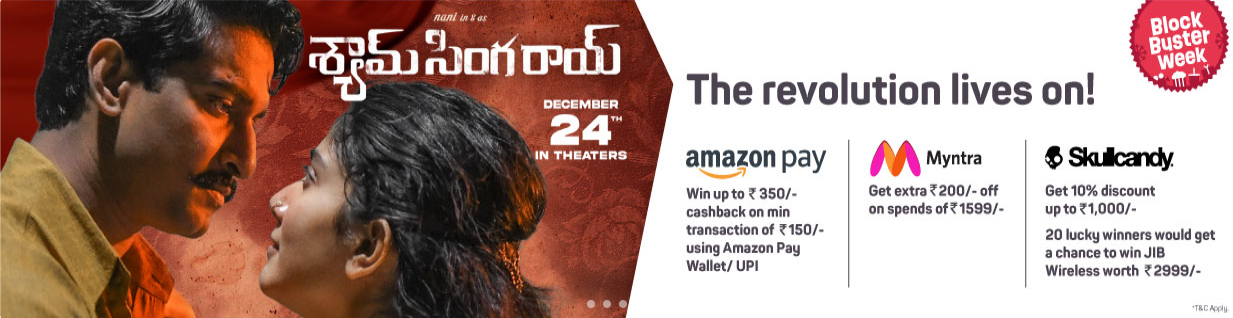 nani in & as
శ్యామ్ సింగ రాయ్
DECEMBER
24TH
IN THEATERS
Block
Buster
Week
The revolution lives on!
amazon pay
Win up to ₹ 350/-
cashback on min
transaction of ₹150/-
using Amazon Pay
Wallet/ UPI
Myntra
Get extra ₹200/- off
on spends of ₹1599/-
Skullcandy.
Get 10% discount
up to ₹1,000/-
20 lucky winners would get
a chance to win JIB
Wireless worth ₹2999/-
*T&C Apply.